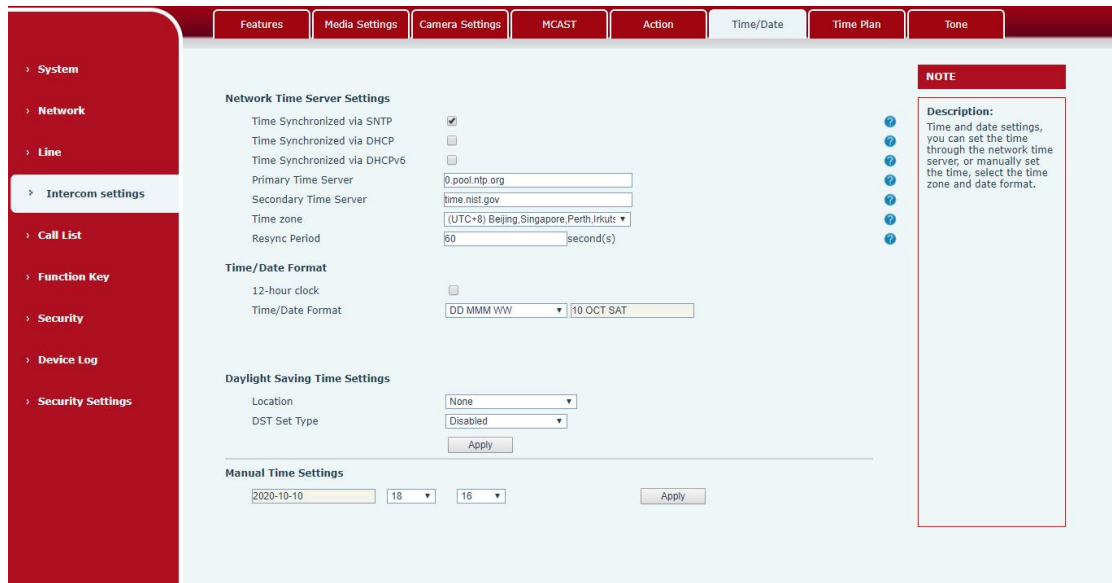 Features Media Settings Camera Settings MCAST Action Time/Date Time Plan Tone
› System
› Network
› Line
› Intercom settings
› Call List
› Function Key
› Security
› Device Log
› Security Settings
Network Time Server Settings
Time Synchronized via SNTP
Time Synchronized via DHCP
Time Synchronized via DHCPv6
Primary Time Server 0.pool.ntp.org
Secondary Time Server time.nist.gov
Time zone (UTC+8) Beijing,Singapore,Perth,Irkuts
Resync Period 60 second(s)
Time/Date Format
12-hour clock
Time/Date Format DD MMM WW 10 OCT SAT
Daylight Saving Time Settings
Location None
DST Set Type Disabled
Apply
Manual Time Settings
2020-10-10 18 16 Apply
NOTE
Description:
Time and date settings,
you can set the time
through the network time
server, or manually set
the time, select the time
zone and date format.